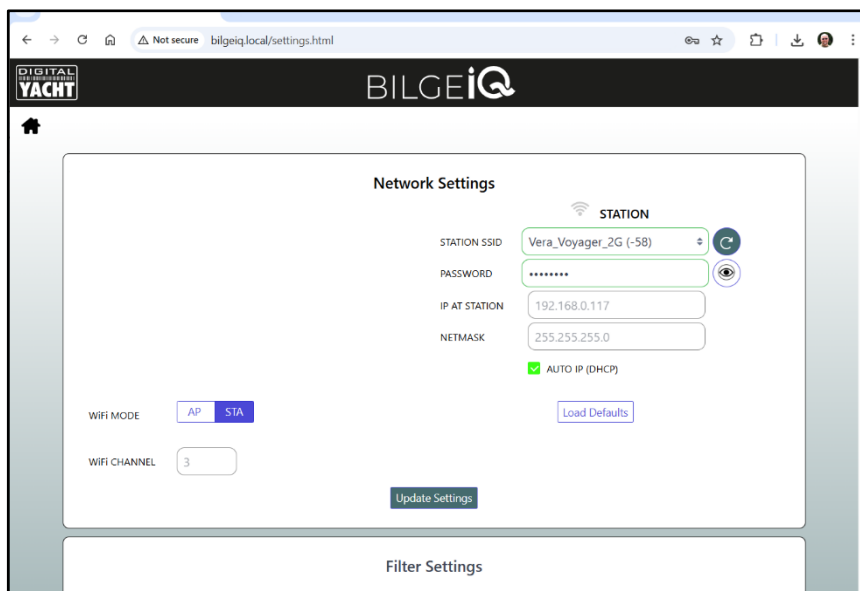 Not secure
bilgeiq.local/settings.html
DIGITAL
YACHT
BILGEiQ
Network Settings
STATION
STATION SSID
Vera_Voyager_2G (-58)
PASSWORD
••••••••
IP AT STATION
192.168.0.117
NETMASK
255.255.255.0
AUTO IP (DHCP)
WiFi MODE
AP
STA
Load Defaults
WiFi CHANNEL
3
Update Settings
Filter Settings